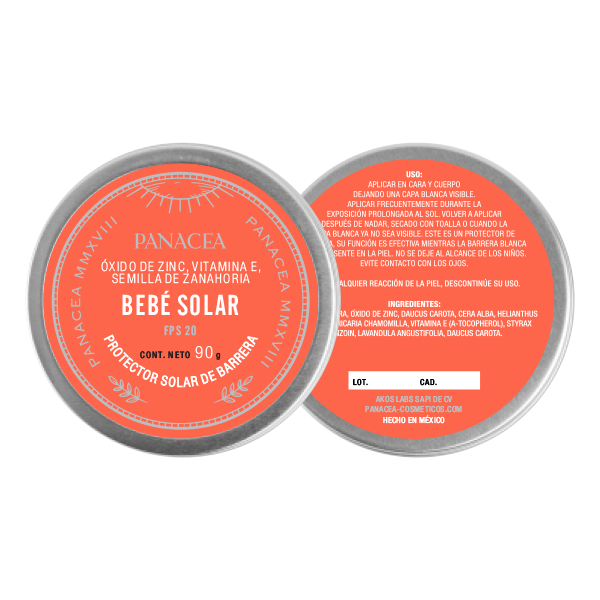 PANACEA MMXVIII
PANACEA MMXVIII
PANACEA
ÓXIDO DE ZINC, VITAMINA E,
SEMILLA DE ZANAHORIA
BEBÉ SOLAR
FPS 20
CONT. NETO 90 g
PROTECTOR SOLAR DE BARRERA
USO:
APLICAR EN CARA Y CUERPO
DEJANDO UNA CAPA BLANCA VISIBLE.
APLICAR FRECUENTEMENTE DURANTE LA
EXPOSICIÓN PROLONGADA AL SOL. VOLVER A APLICAR
DESPUÉS DE NADAR, SECADO CON TOALLA O CUANDO LA
BLANCA YA NO SEA VISIBLE. ESTE ES UN PROTECTOR DE
SU FUNCIÓN ES EFECTIVA MIENTRAS LA BARRERA BLANCA
EN LA PIEL. NO SE DEJE AL ALCANCE DE LOS NIÑOS.
EVITE CONTACTO CON LOS OJOS.
REACCIÓN DE LA PIEL, DESCONTINÚE SU USO.
INGREDIENTES:
ÓXIDO DE ZINC, DAUCUS CAROTA, CERA ALBA, HELIANTHUS
CHAMOMILLA, VITAMINA E (A-TOCOPHEROL), STYRAX
LAVANDULA ANGUSTIFOLIA, DAUCUS CAROTA.
LOT. CAD.
AKOS LABS SAPI DE CV
PANACEA-COSMETICOS.COM
HECHO EN MÉXICO